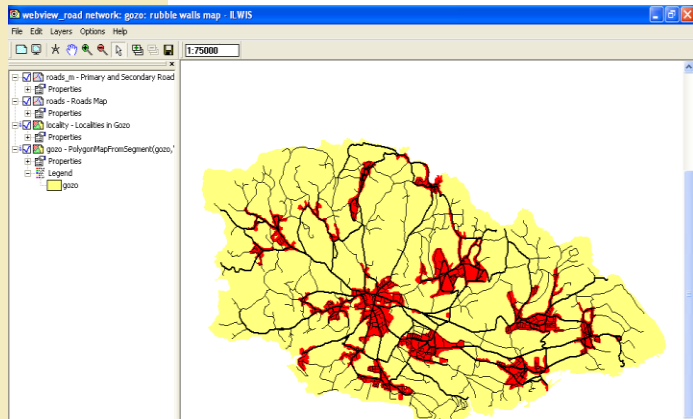 webview_road network: gozo: rubble walls map - ILWIS
File Edit Layers Options Help
1:75000
roads_m - Primary and Secondary Road
Properties
roads - Roads Map
Properties
locality - Localities in Gozo
Properties
gozo - PolygonMapFromSegment(gozo,'
Properties
Legend
gozo